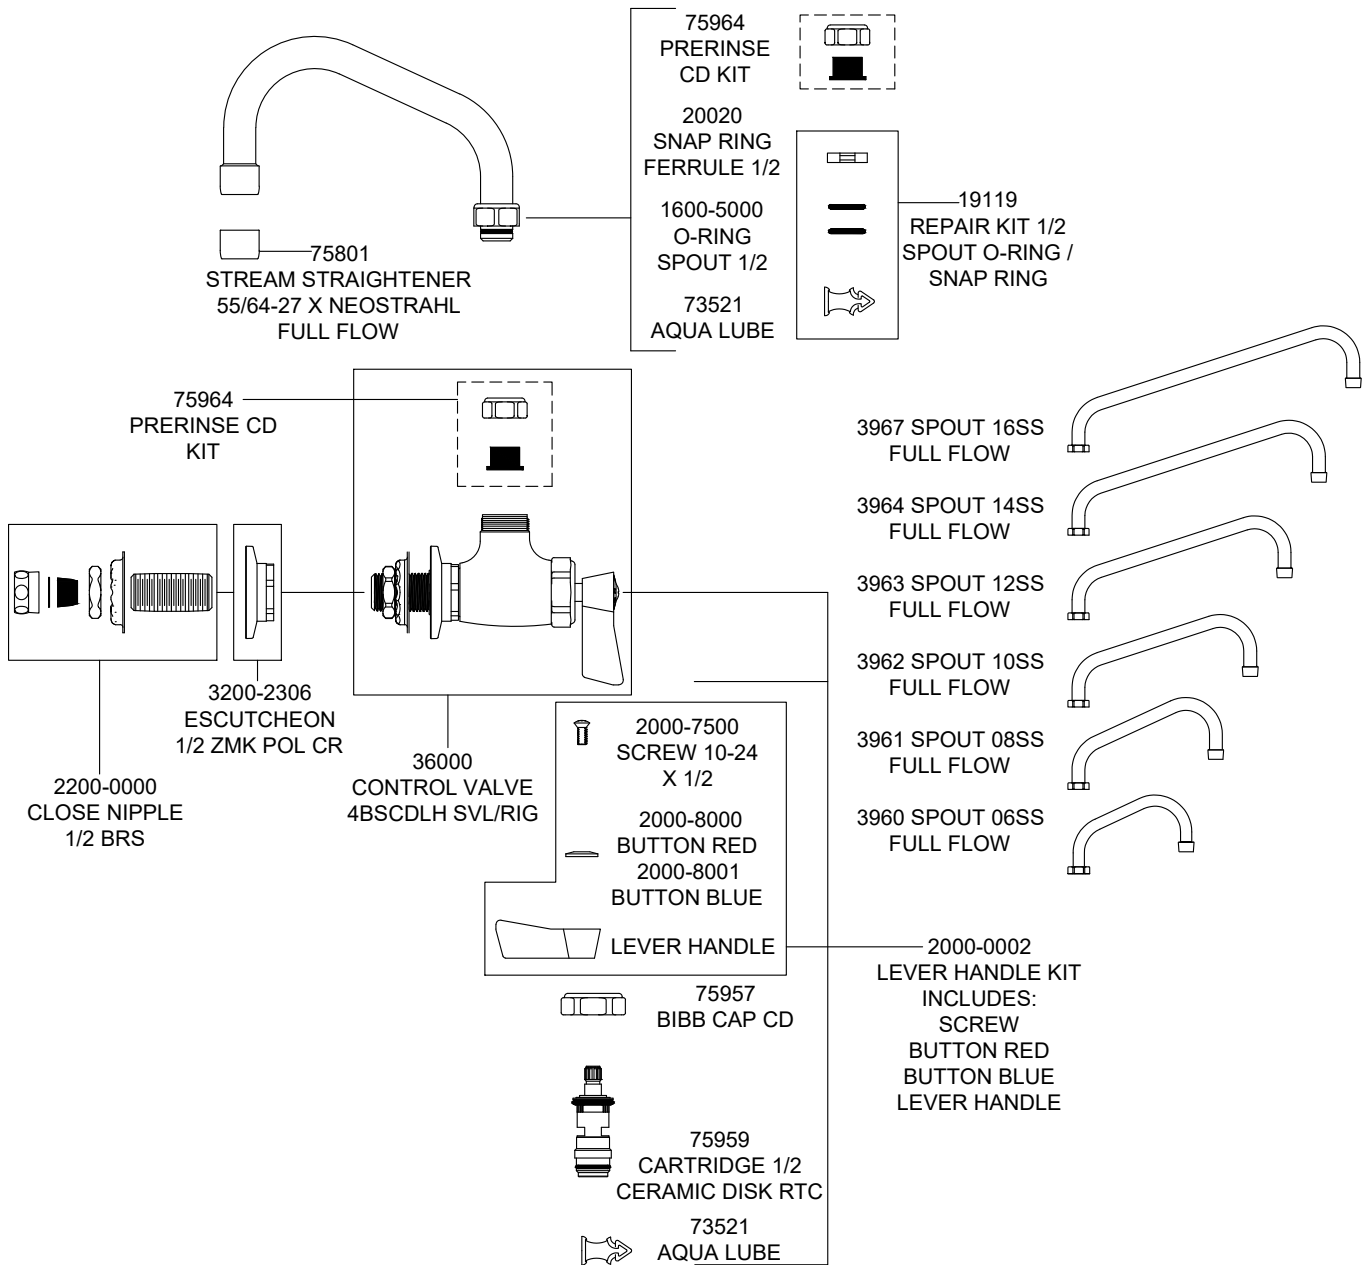 75964
PRERINSE
CD KIT
20020
SNAP RING
FERRULE 1/2
1600-5000
O-RING
SPOUT 1/2
73521
AQUA LUBE
19119
REPAIR KIT 1/2
SPOUT O-RING /
SNAP RING
75801
STREAM STRAIGHTENER
55/64-27 X NEOSTRAHL
FULL FLOW
75964
PRERINSE CD
KIT
3967 SPOUT 16SS
FULL FLOW
3964 SPOUT 14SS
FULL FLOW
3963 SPOUT 12SS
FULL FLOW
3962 SPOUT 10SS
FULL FLOW
3961 SPOUT 08SS
FULL FLOW
3960 SPOUT 06SS
FULL FLOW
2200-0000
CLOSE NIPPLE
1/2 BRS
3200-2306
ESCUTCHEON
1/2 ZMK POL CR
36000
CONTROL VALVE
4BSCDLH SVL/RIG
2000-7500
SCREW 10-24
X 1/2
2000-8000
BUTTON RED
2000-8001
BUTTON BLUE
LEVER HANDLE
2000-0002
LEVER HANDLE KIT
INCLUDES:
SCREW
BUTTON RED
BUTTON BLUE
LEVER HANDLE
75957
BIBB CAP CD
75959
CARTRIDGE 1/2
CERAMIC DISK RTC
73521
AQUA LUBE